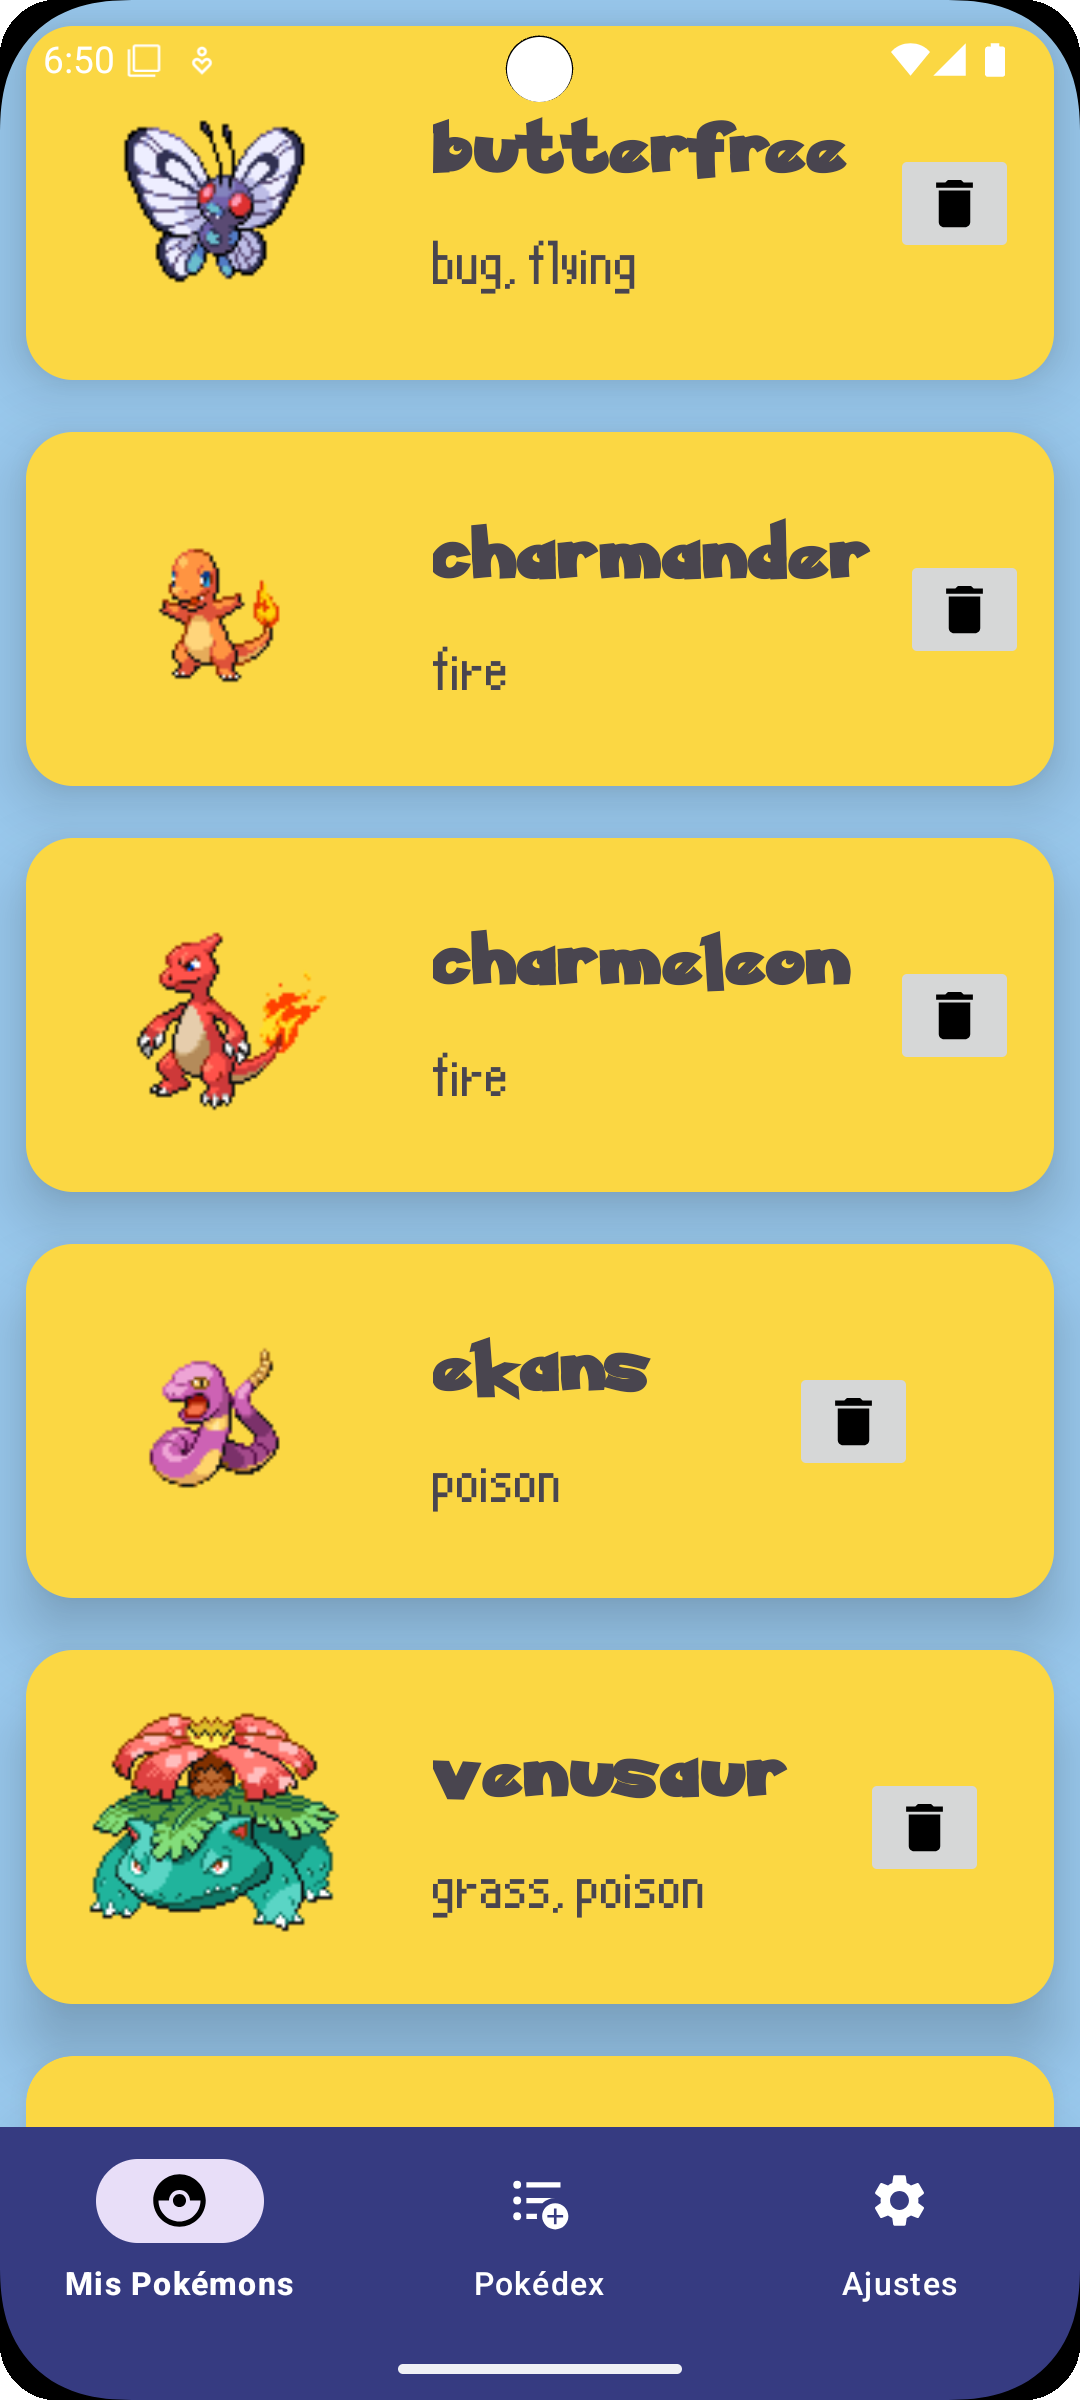 6:50
butterfree
bug, flying
charmander
fire
charmeleon
fire
ekans
poison
venusaur
grass, poison
Mis Pokémons
Pokédex
Ajustes